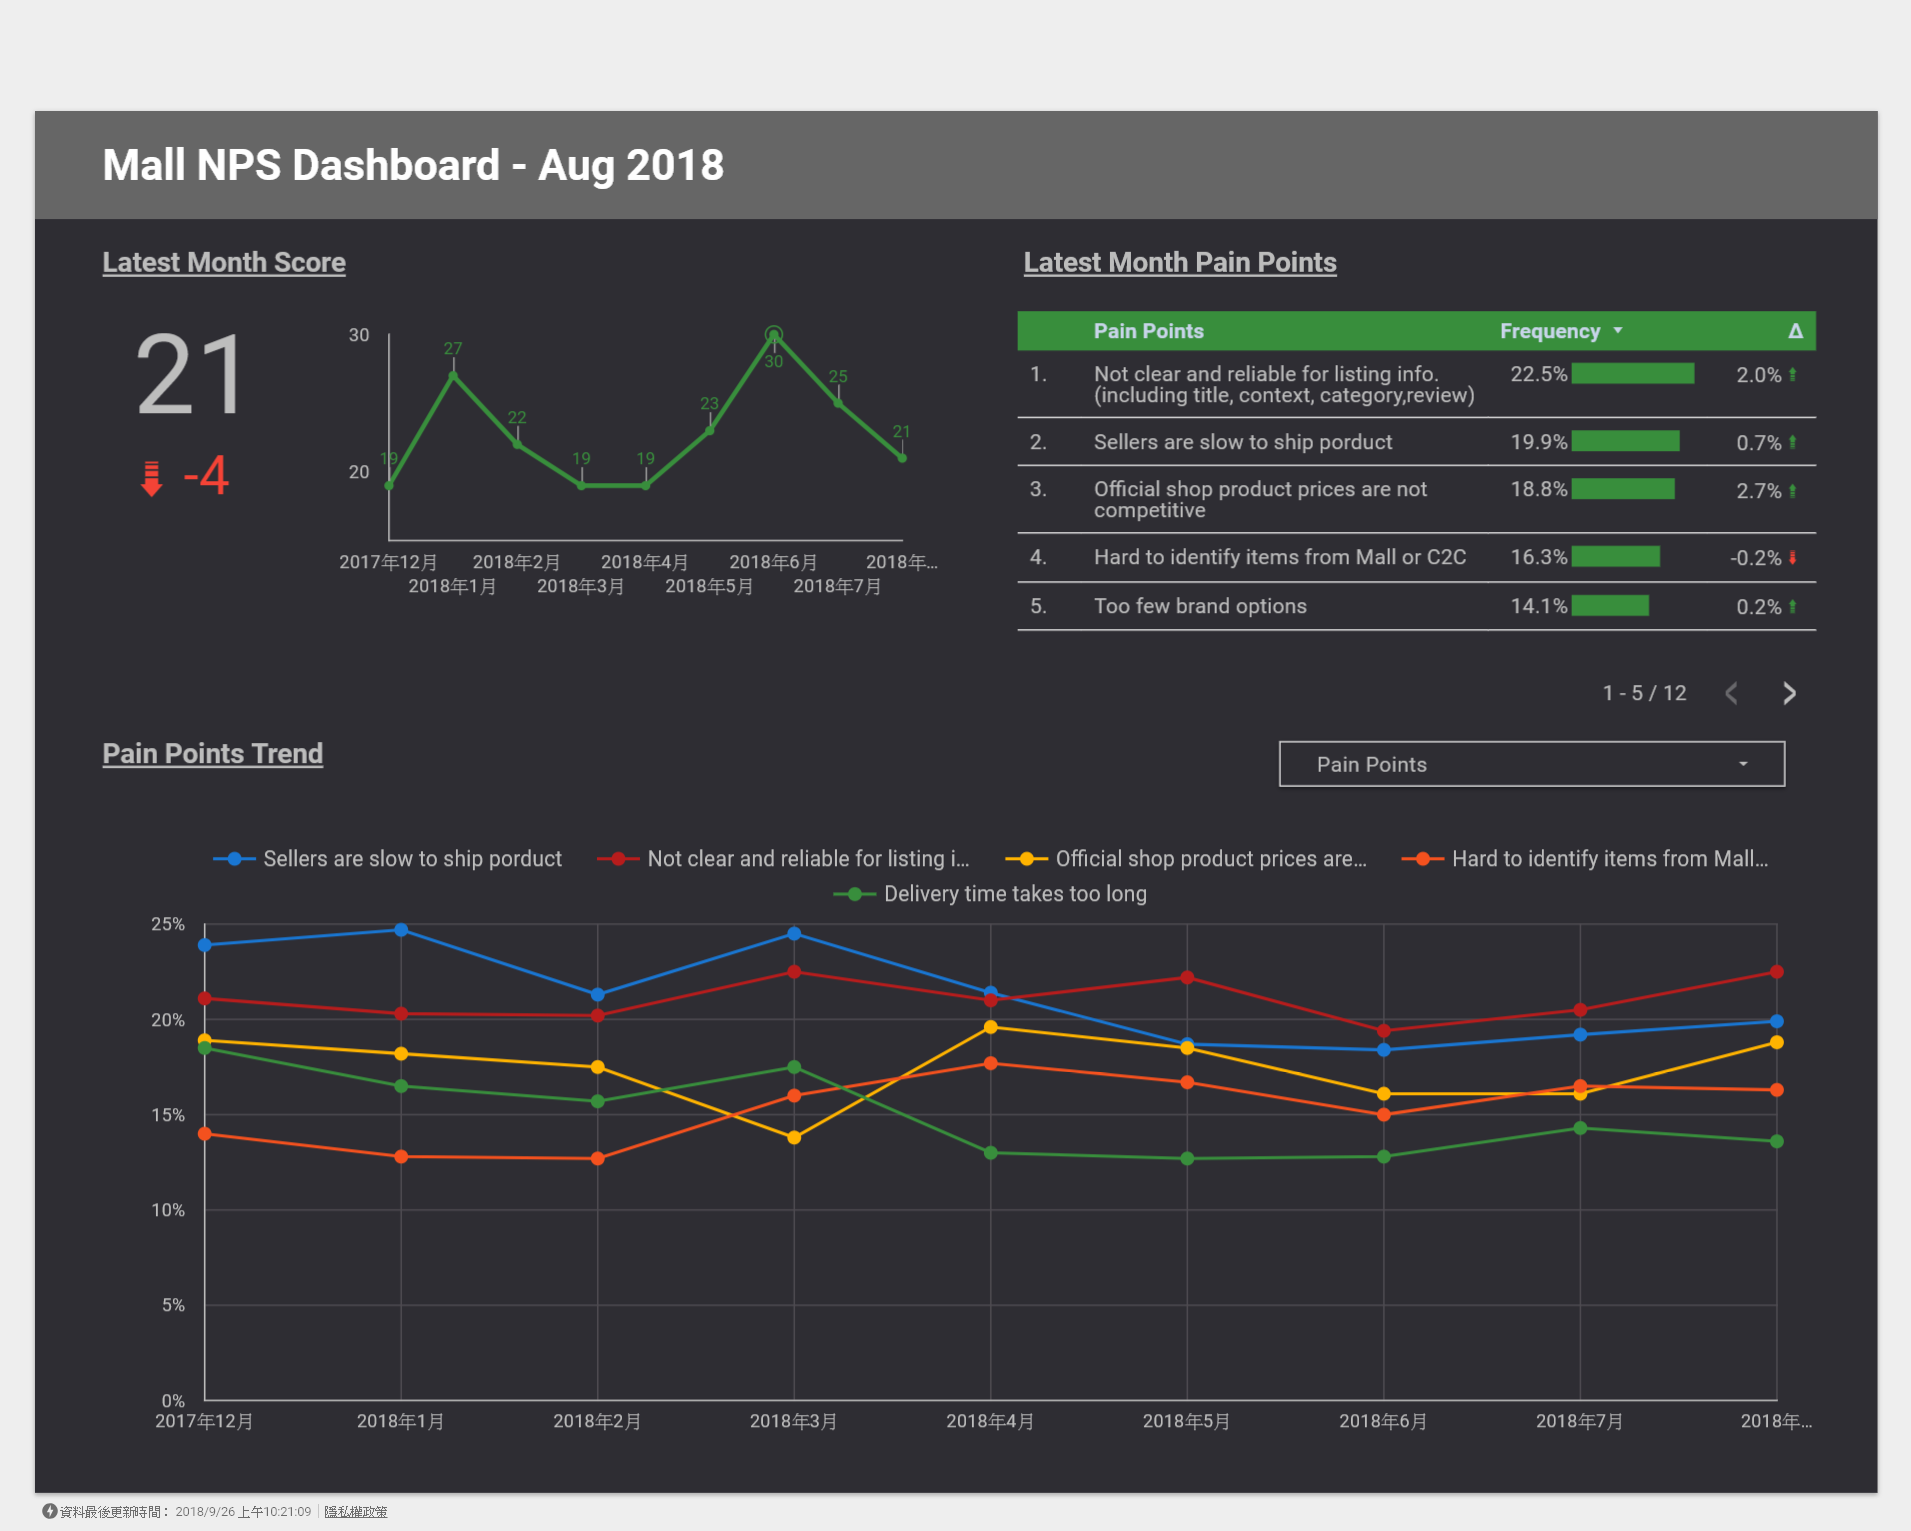 Mall NPS Dashboard - Aug 2018
Latest Month Score
21
-4
30
20
19
27
22
19
19
23
30
25
21
2017年12月
2018年1月
2018年2月
2018年3月
2018年4月
2018年5月
2018年6月
2018年7月
2018年...
Latest Month Pain Points
Pain Points Frequency Δ
1. Not clear and reliable for listing info. 22.5% 2.0%
(including title, context, category,review)
2. Sellers are slow to ship porduct 19.9% 0.7%
3. Official shop product prices are not 18.8% 2.7%
competitive
4. Hard to identify items from Mall or C2C 16.3% -0.2%
5. Too few brand options 14.1% 0.2%
1 - 5 / 12
Pain Points Trend
Pain Points
Sellers are slow to ship porduct Not clear and reliable for listing i... Official shop product prices are... Hard to identify items from Mall...
Delivery time takes too long
25%
20%
15%
10%
5%
0%
2017年12月 2018年1月 2018年2月 2018年3月 2018年4月 2018年5月 2018年6月 2018年7月 2018年...
資料最後更新時間： 2018/9/26 上午10:21:09 隱私權政策